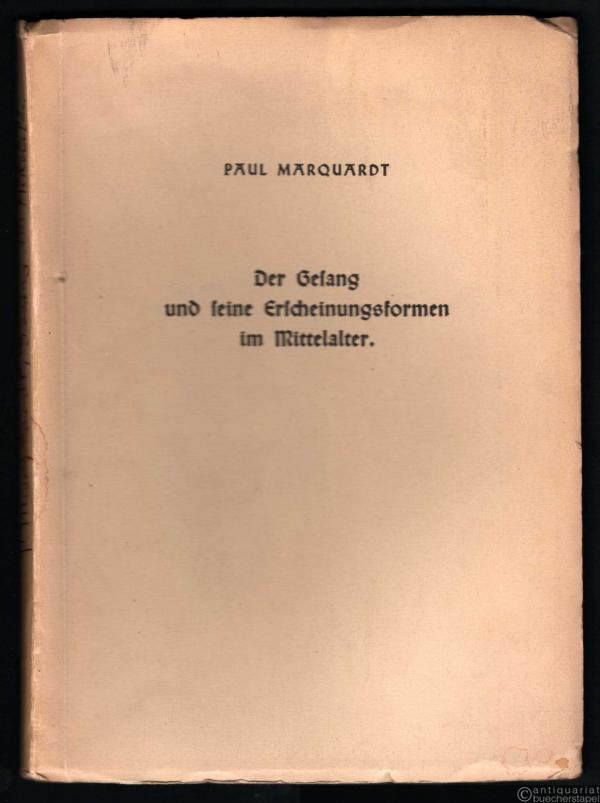 PAUL MARQUARDT
Der Geſang
und ſeine Erſcheinungsformen
im Mittelalter.
antiquariat
buecherstapel